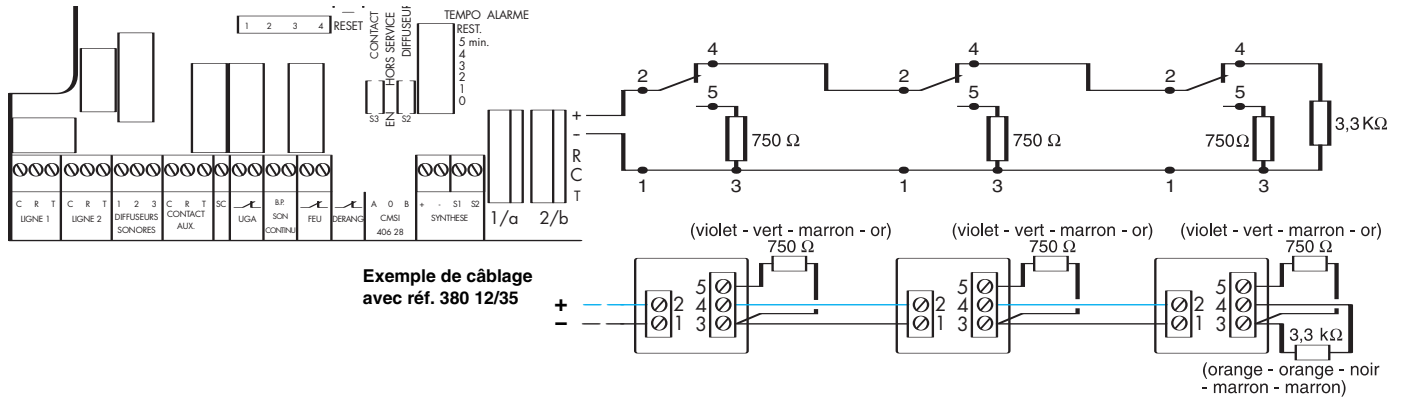 1 2 3 4 RESET
CONTACT
EN HORS SERVICE
DIFFUSEUR
S3 S2
TEMPO ALARME
REST.
5 min.
4
3
2
1
0
+
-
R
C
T
1/a 2/b
C R T C R T 1 2 3 C R T SC B.P. A 0 B + - S1 S2
LIGNE 1 LIGNE 2 DIFFUSEURS SONORES CONTACT AUX. UGA SON CONTINU FEU DERANG CMSI 406 28 SYNTHESE
2 4 5 750 Ω 1 3
2 4 5 750 Ω 1 3
2 4 5 750Ω 1 3
3,3KΩ
Exemple de câblage
avec réf. 380 12/35
+
–
(violet - vert - marron - or) (violet - vert - marron - or) (violet - vert - marron - or)
750 Ω 750 Ω 750 Ω
5 5 5
2 4 2 4 2 4
1 3 1 3 1 3
3,3 kΩ
(orange - orange - noir
- marron - marron)